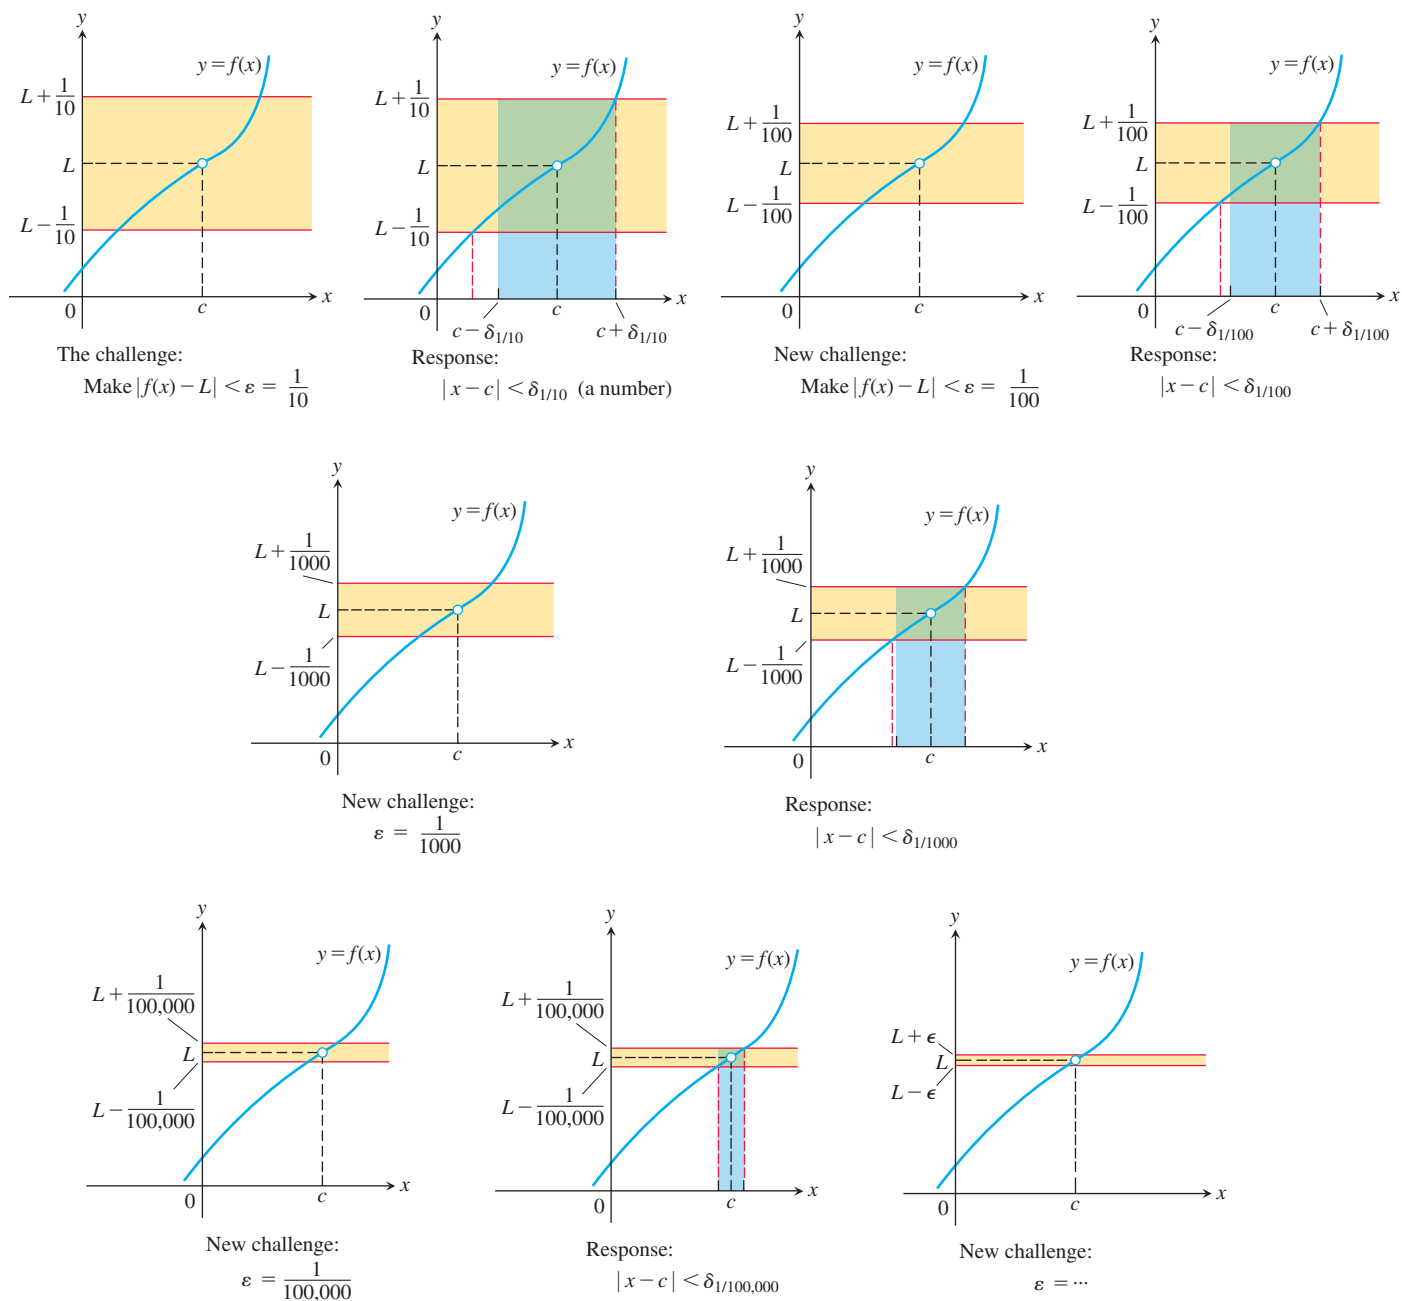 y
y = f(x)
L + 1/10
L
L − 1/10
0
c
x
The challenge:
Make |f(x) − L| < ε = 1/10
y
y = f(x)
L + 1/10
L
L − 1/10
0
c
x
c − δ1/10
c + δ1/10
Response:
|x − c| < δ1/10 (a number)
y
y = f(x)
L + 1/100
L
L − 1/100
0
c
x
New challenge:
Make |f(x) − L| < ε = 1/100
y
y = f(x)
L + 1/100
L
L − 1/100
0
c
x
c − δ1/100
c + δ1/100
Response:
|x − c| < δ1/100
y
y = f(x)
L + 1/1000
L
L − 1/1000
0
c
x
New challenge:
ε = 1/1000
y
y = f(x)
L + 1/1000
L
L − 1/1000
0
c
x
Response:
|x − c| < δ1/1000
y
y = f(x)
L + 1/100,000
L
L − 1/100,000
0
c
x
New challenge:
ε = 1/100,000
y
y = f(x)
L + 1/100,000
L
L − 1/100,000
0
c
x
Response:
|x − c| < δ1/100,000
y
y = f(x)
L + ϵ
L
L − ϵ
0
c
x
New challenge:
ε = ···